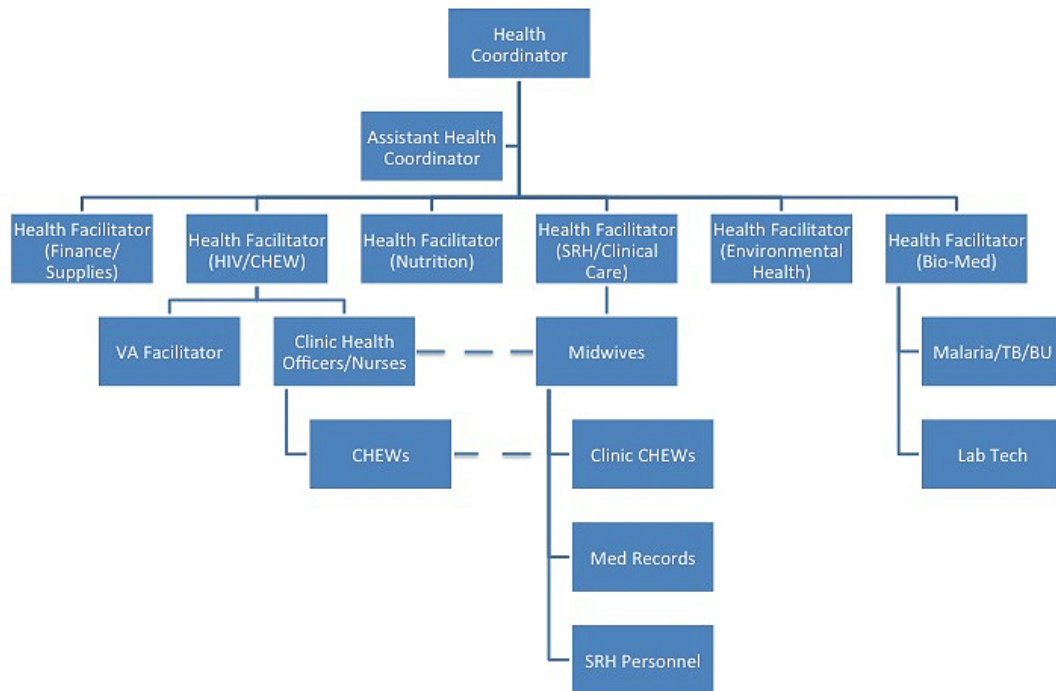 Health
Coordinator
Assistant Health
Coordinator
Health Facilitator
(Finance/
Supplies)
Health
Facilitator
(HIV/CHEW)
Health
Facilitator
(Nutrition)
Health
Facilitator
(SRH/Clinical
Care)
Health
Facilitator
(Environmental
Health)
Health
Facilitator
(Bio-Med)
VA Facilitator
Clinic Health
Officers/Nurses
Midwives
Malaria/TB/BU
CHEWs
Clinic CHEWs
Lab Tech
Med Records
SRH Personnel